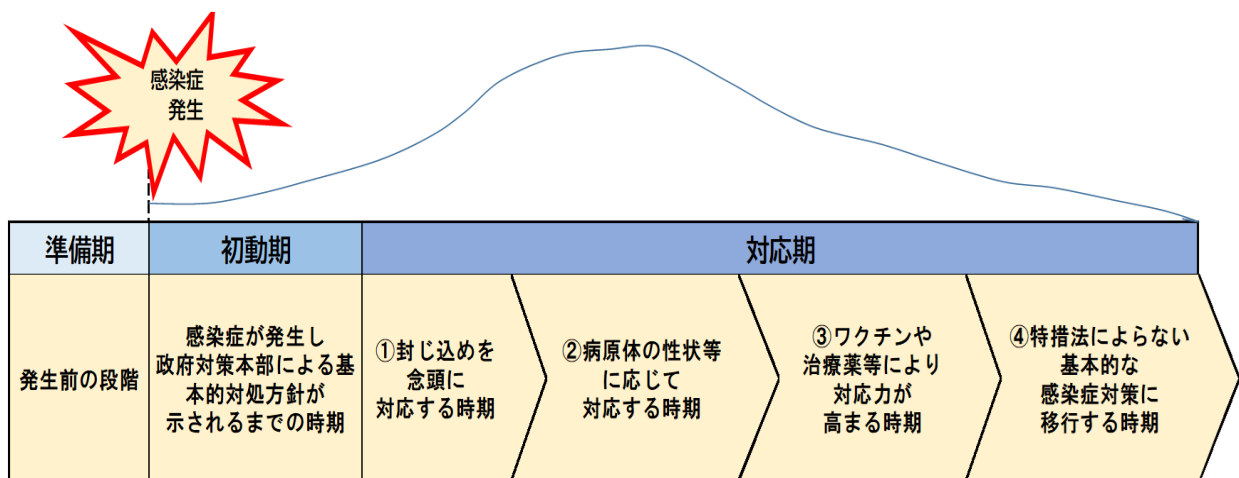 感染症
発生
準備期
初動期
対応期
発生前の段階
感染症が発生し
政府対策本部による基
本的対処方針が
示されるまでの時期
①封じ込めを
念頭に
対応する時期
②病原体の性状等
に応じて
対応する時期
③ワクチンや
治療薬等により
対応力が
高まる時期
④特措法によらない
基本的な
感染症対策に
移行する時期